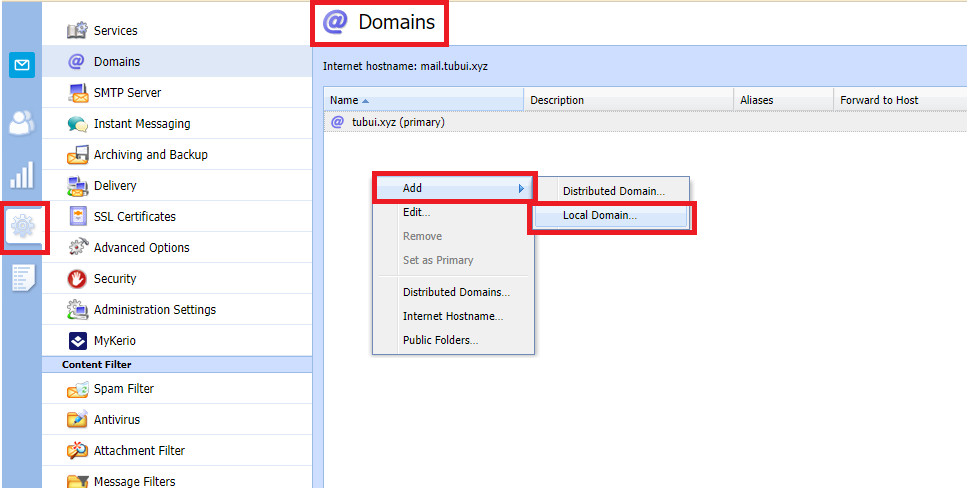 Services
Domains
SMTP Server
Instant Messaging
Archiving and Backup
Delivery
SSL Certificates
Advanced Options
Security
Administration Settings
MyKerio
Content Filter
Spam Filter
Antivirus
Attachment Filter
Message Filters
@ Domains
Internet hostname: mail.tubui.xyz
Name Description Aliases Forward to Host
@ tubui.xyz (primary)
Add
Edit...
Remove
Set as Primary
Distributed Domains...
Internet Hostname...
Public Folders...
Distributed Domain...
Local Domain...